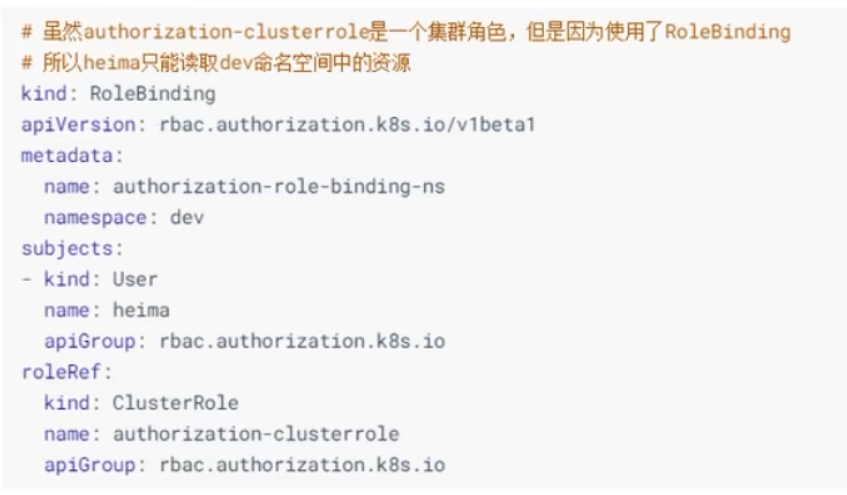 # 虽然authorization-clusterrole是一个集群角色，但是因为使用了RoleBinding
# 所以heima只能读取dev命名空间中的资源
kind: RoleBinding
apiVersion: rbac.authorization.k8s.io/v1beta1
metadata:
  name: authorization-role-binding-ns
  namespace: dev
subjects:
- kind: User
  name: heima
  apiGroup: rbac.authorization.k8s.io
roleRef:
  kind: ClusterRole
  name: authorization-clusterrole
  apiGroup: rbac.authorization.k8s.io